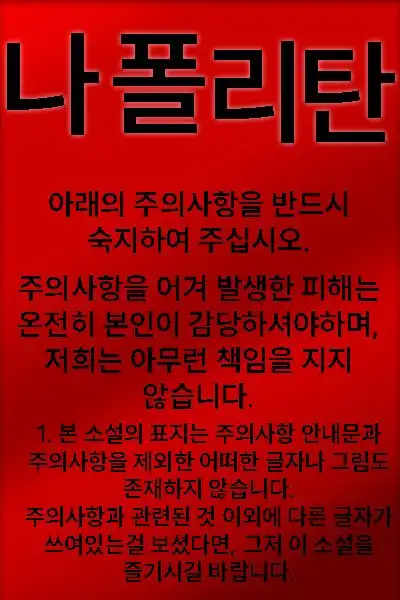 나폴리탄
아래의 주의사항을 반드시
숙지하여 주십시오.
주의사항을 어겨 발생한 피해는
온전히 본인이 감당하셔야하며,
저희는 아무런 책임을 지지
않습니다.
1. 본 소설의 표지는 주의사항 안내문과
주의사항을 제외한 어떠한 글자나 그림도
존재하지 않습니다.
주의사항과 관련된 것 이외에 다른 글자가
쓰여있는걸 보셨다면, 그저 이 소설을
즐기시길 바랍니다.